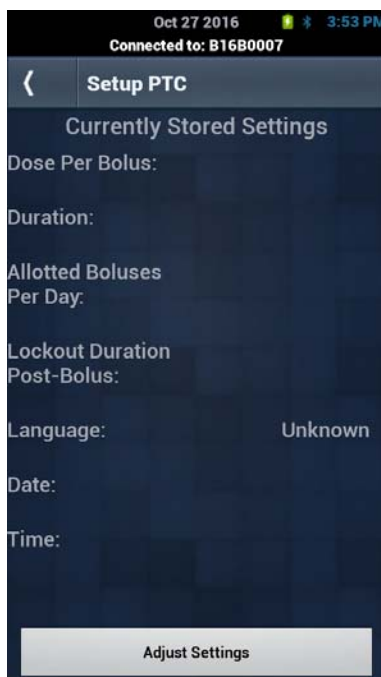 Oct 27 2016 3:53 PM
Connected to: B16B0007
Setup PTC
Currently Stored Settings
Dose Per Bolus:
Duration:
Allotted Boluses
Per Day:
Lockout Duration
Post-Bolus:
Language: Unknown
Date:
Time:
Adjust Settings